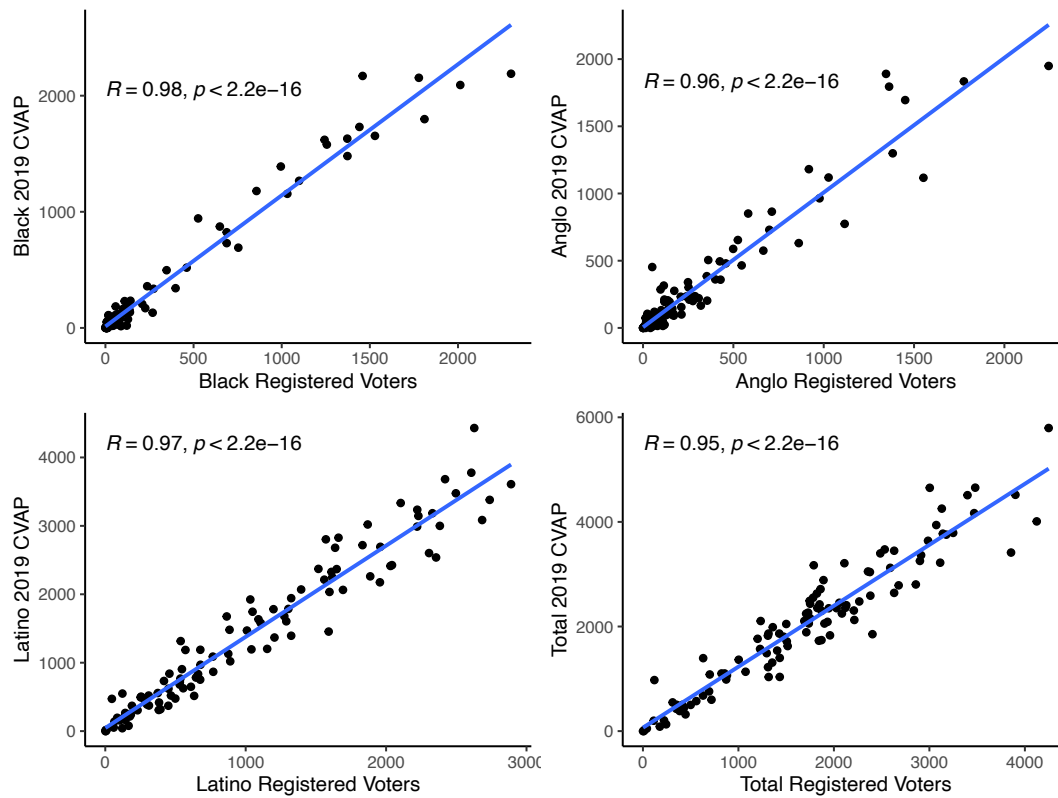 R = 0.98, p < 2.2e−16
Black 2019 CVAP
2000
1000
0
0 500 1000 1500 2000
Black Registered Voters
R = 0.96, p < 2.2e−16
Anglo 2019 CVAP
2000
1500
1000
500
0
0 500 1000 1500 2000
Anglo Registered Voters
R = 0.97, p < 2.2e−16
Latino 2019 CVAP
4000
3000
2000
1000
0
0 1000 2000 3000
Latino Registered Voters
R = 0.95, p < 2.2e−16
Total 2019 CVAP
6000
4000
2000
0
0 1000 2000 3000 4000
Total Registered Voters